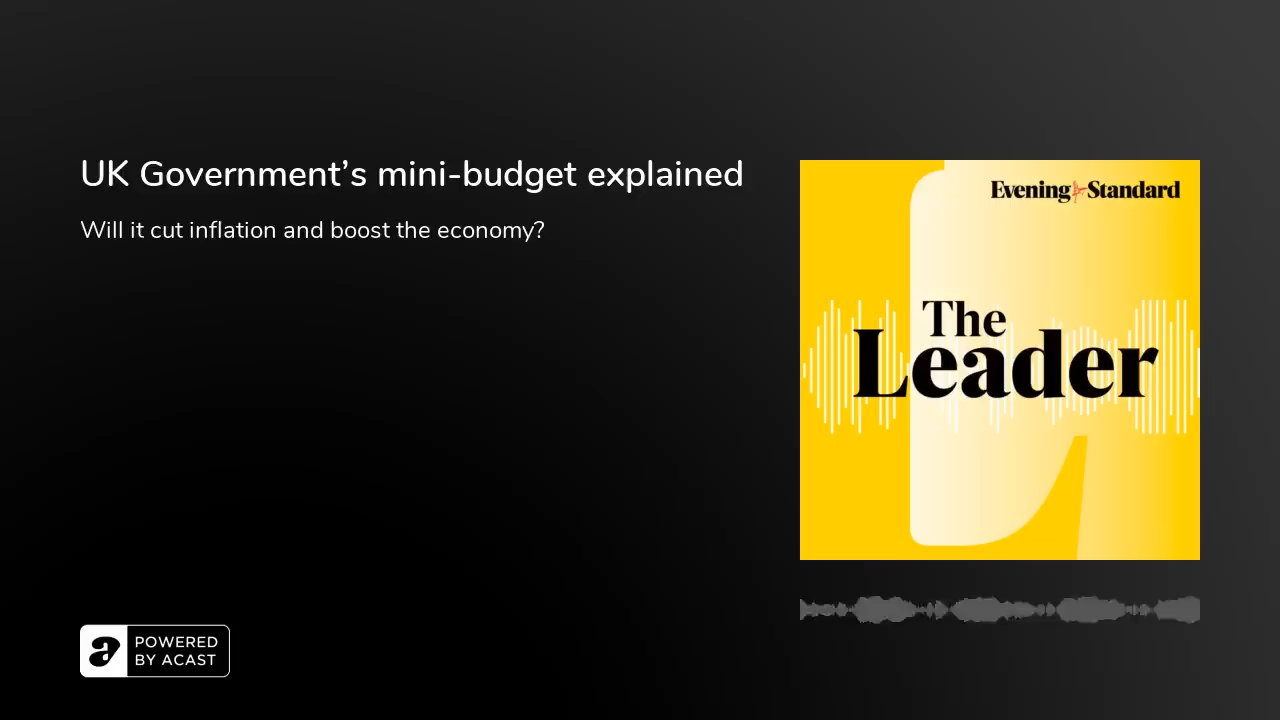 UK Government’s mini-budget explained
Will it cut inflation and boost the economy?
Evening Standard
The
Leader
POWERED
BY ACAST